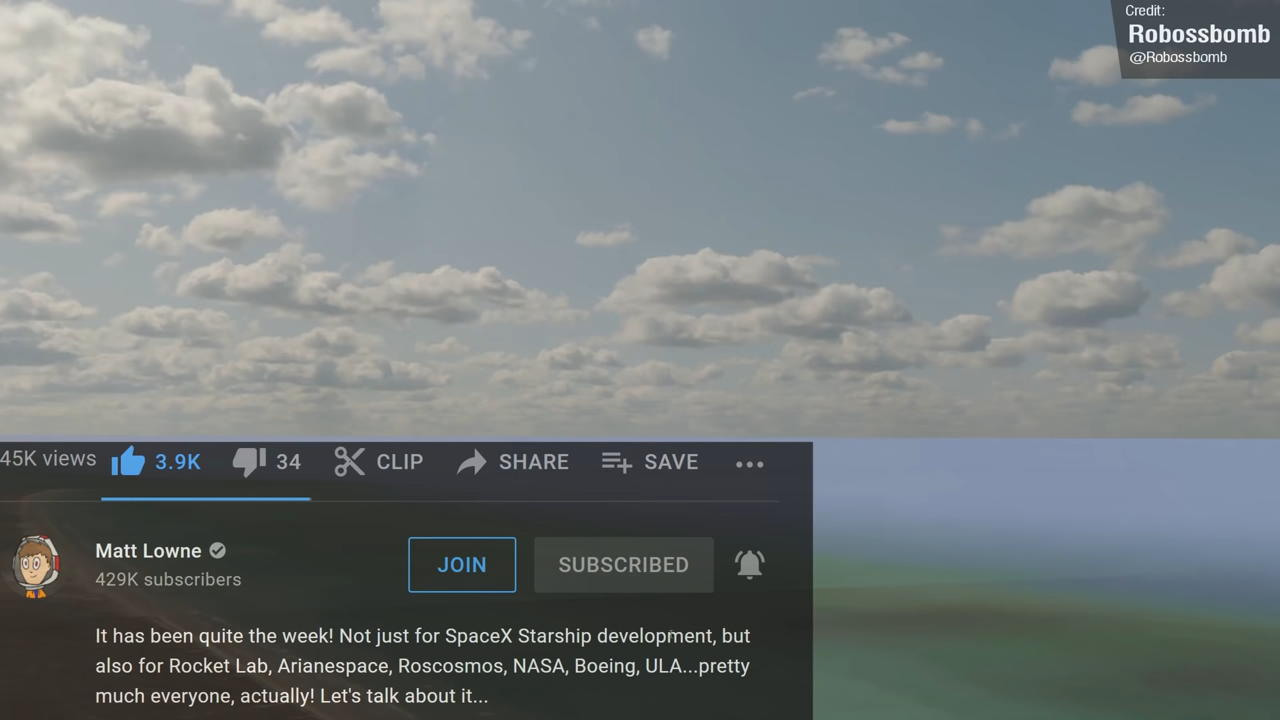 Credit:
Robossbomb
@Robossbomb
45K views 3.9K 34 CLIP SHARE SAVE
Matt Lowne
429K subscribers
JOIN SUBSCRIBED
It has been quite the week! Not just for SpaceX Starship development, but
also for Rocket Lab, Arianespace, Roscosmos, NASA, Boeing, ULA...pretty
much everyone, actually! Let's talk about it...